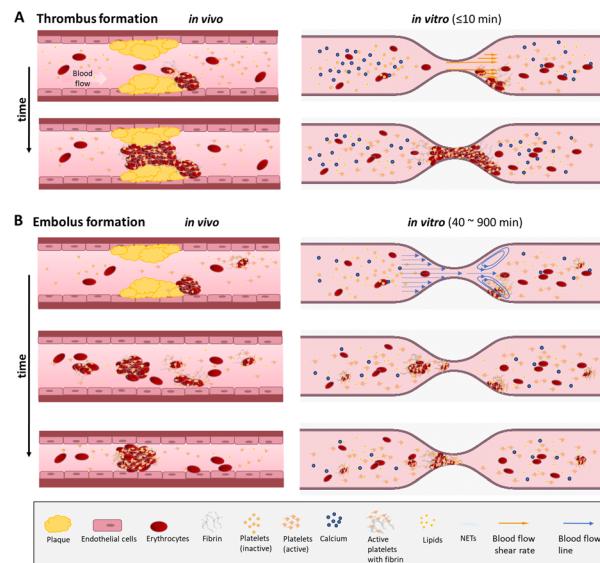 A Thrombus formation in vivo in vitro (≤10 min)
Blood
flow
time
B Embolus formation in vivo in vitro (40 ~ 900 min)
time
Plaque Endothelial cells Erythrocytes Fibrin Platelets Platelets Calcium Active Lipids NETs Blood flow Blood flow
(inactive) (active) platelets shear rate line
with fibrin